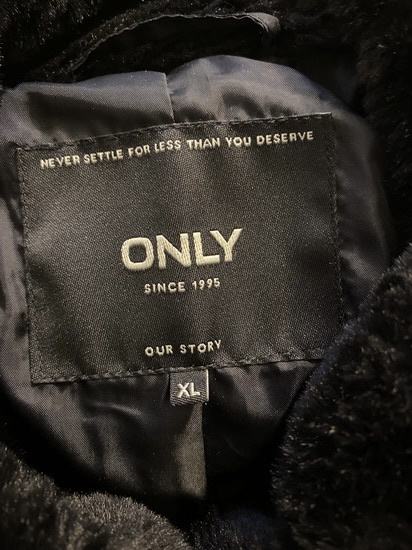 NEVER SETTLE FOR LESS THAN YOU DESERVE
ONLY
SINCE 1995
OUR STORY
XL